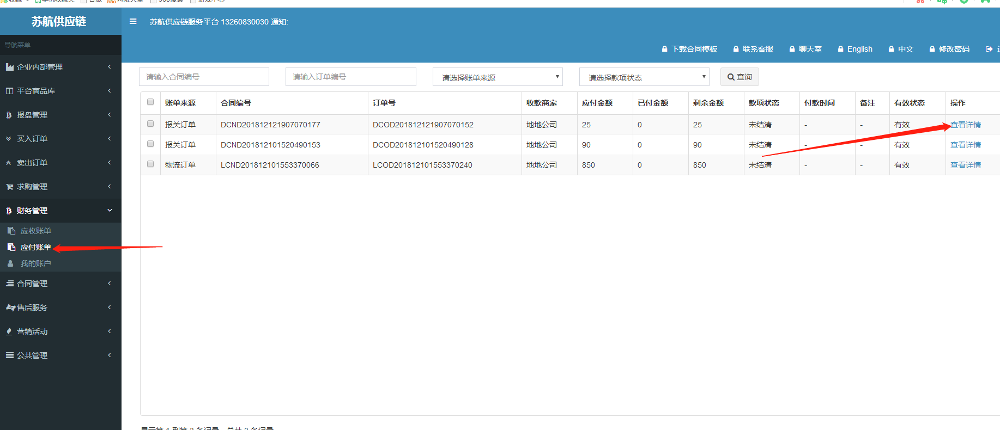 苏航供应链
苏航供应链服务平台 13260830030 通知:
导航菜单
下载合同模板 联系客服 聊天室 English 中文 修改密码
企业内部管理
平台商品库
报盘管理
买入订单
卖出订单
求购管理
财务管理
应收账单
应付账单
我的账户
合同管理
售后服务
营销活动
公共管理
请输入合同编号 请输入订单编号 请选择账单来源 请选择款项状态 查询
账单来源 合同编号 订单号 收款商家 应付金额 已付金额 剩余金额 款项状态 付款时间 备注 有效状态 操作
报关订单 DCND201812121907070177 DCOD201812121907070152 地地公司 25 0 25 未结清 - - 有效 查看详情
报关订单 DCND201812101520490153 DCOD201812101520490128 地地公司 90 0 90 未结清 - - 有效 查看详情
物流订单 LCND201812101553370066 LCOD201812101553370240 地地公司 850 0 850 未结清 - - 有效 查看详情